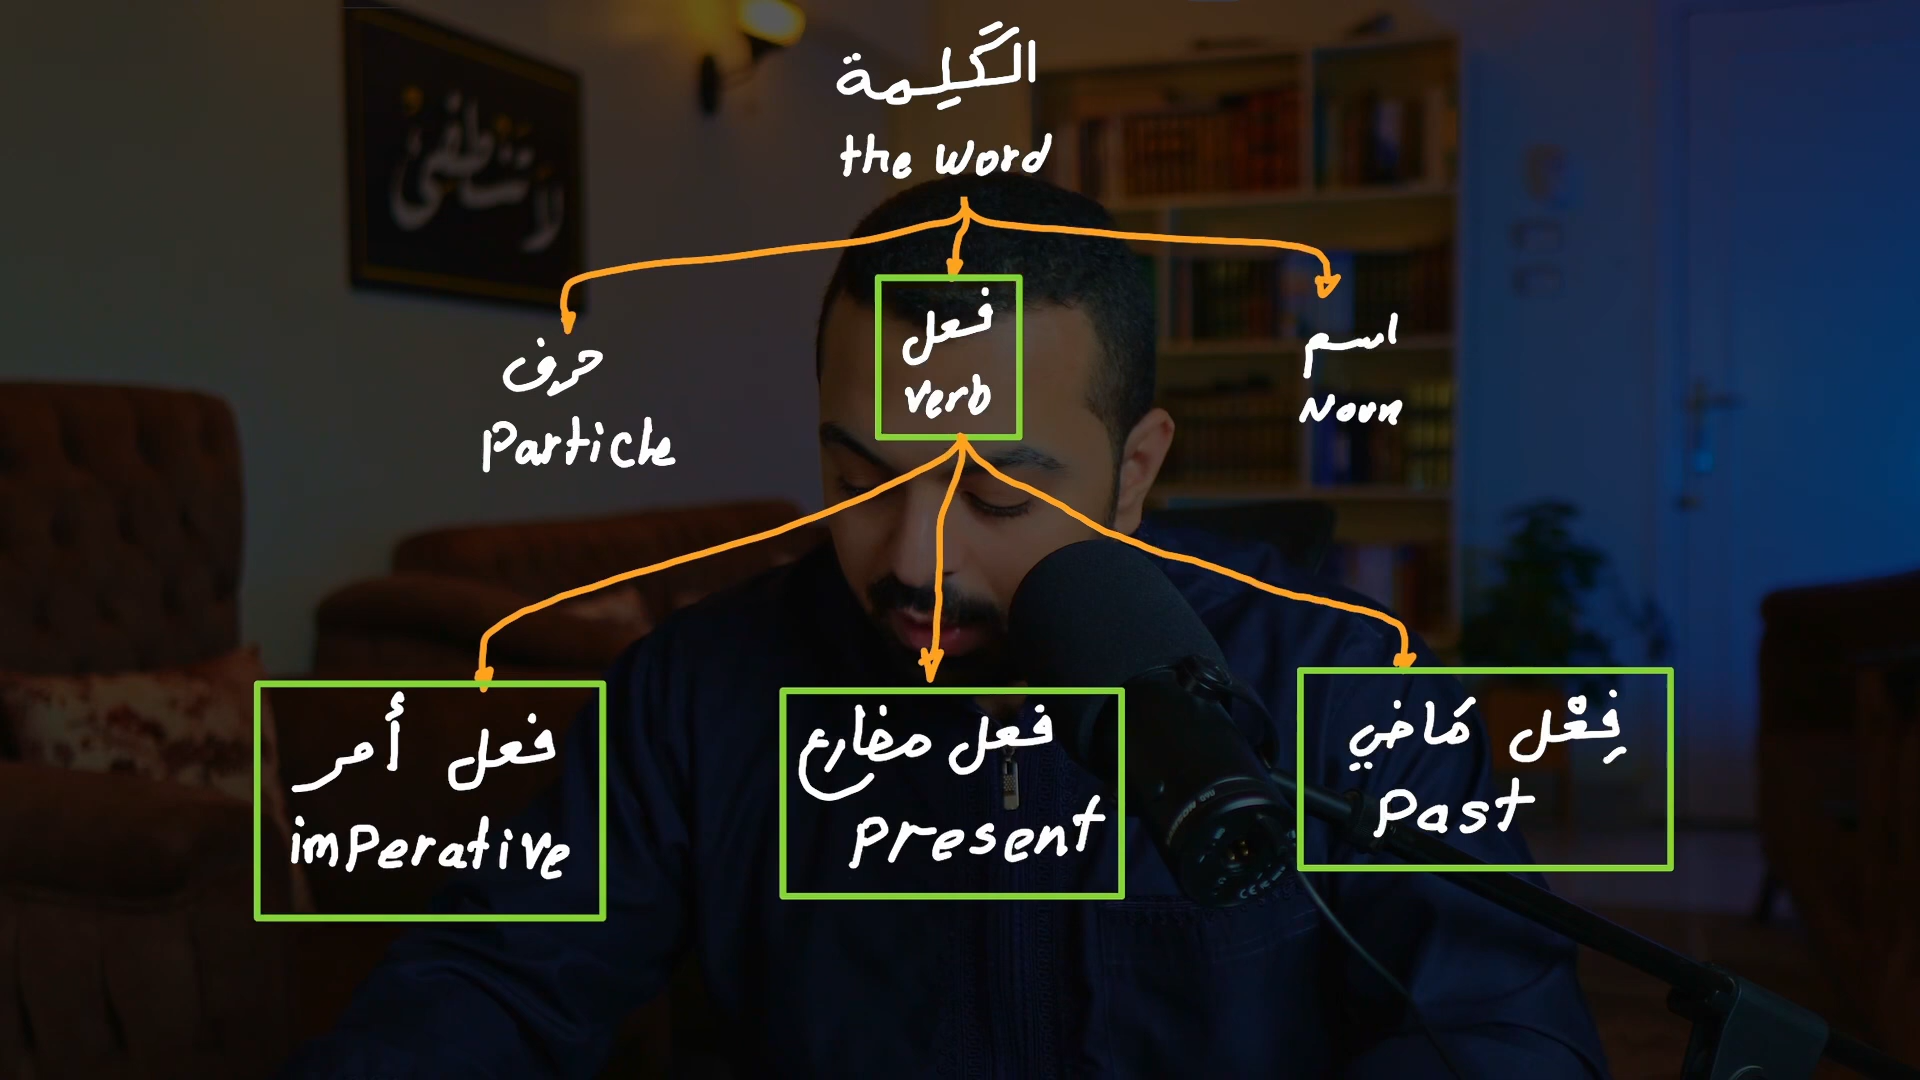 الكَلِمة
the word
حرف
Particle
فعل
verb
اسم
Noun
فعل أمر
imperative
فعل مضارع
present
فِعْل مَاضي
Past